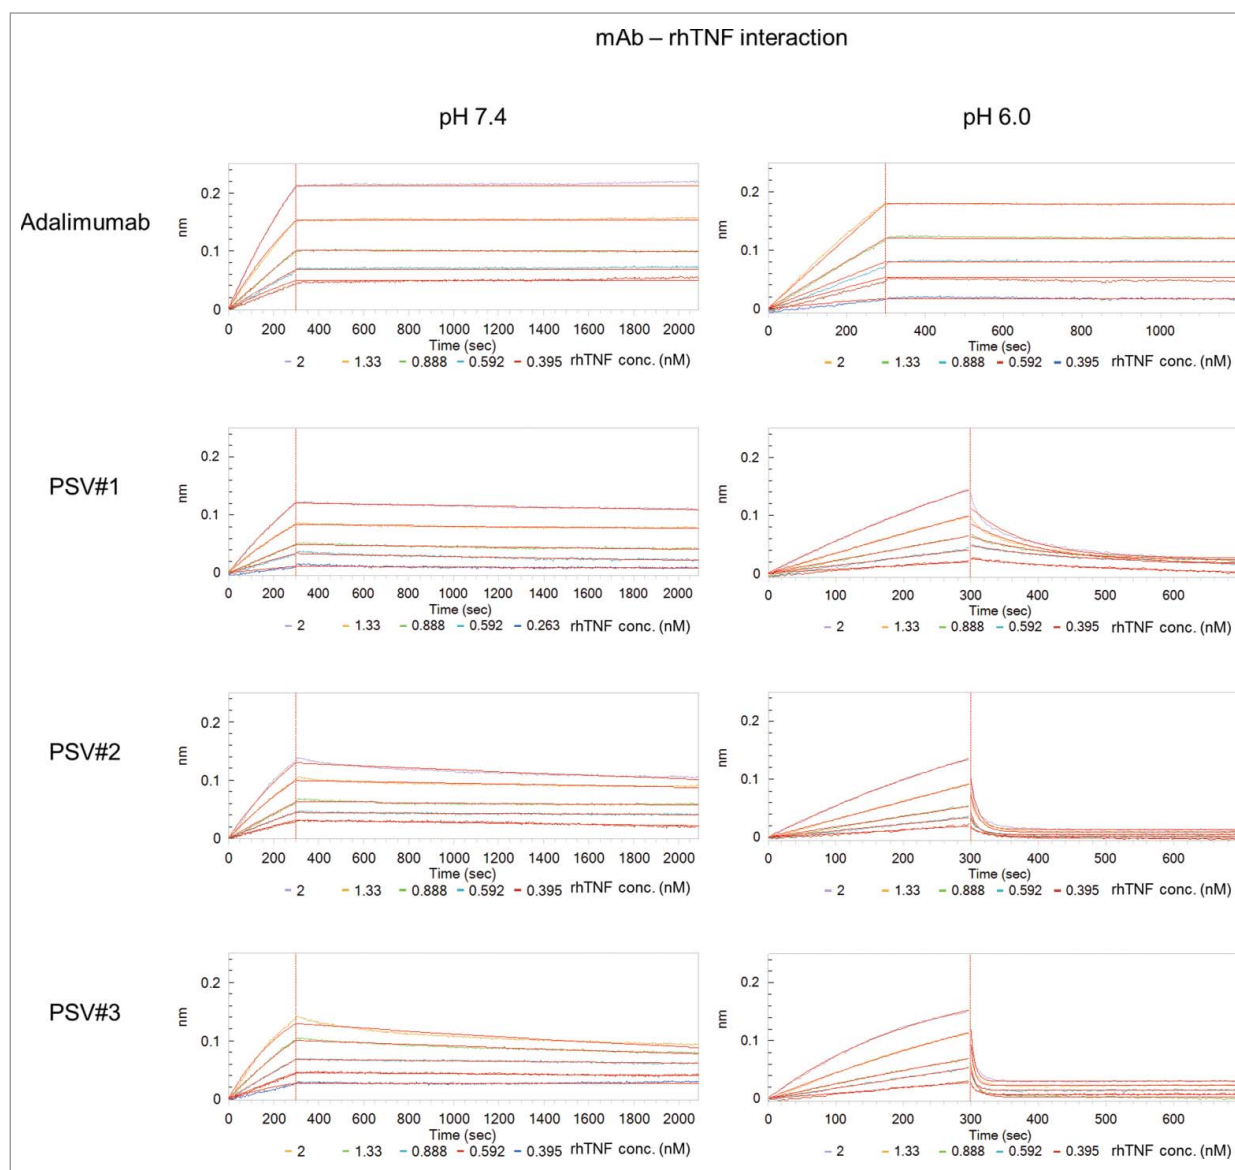 mAb – rhTNF interaction
pH 7.4
pH 6.0
Adalimumab
nm
0.2
0.1
0
0 200 400 600 800 1000 1200 1400 1600 1800 2000
Time (sec)
2 1.33 0.888 0.592 0.395 rhTNF conc. (nM)
nm
0.2
0.1
0
0 200 400 600 800 1000
Time (sec)
2 1.33 0.888 0.592 0.395 rhTNF conc. (nM)
PSV#1
nm
0.2
0.1
0
0 200 400 600 800 1000 1200 1400 1600 1800 2000
Time (sec)
2 1.33 0.888 0.592 0.263 rhTNF conc. (nM)
nm
0.2
0.1
0
0 100 200 300 400 500 600
Time (sec)
2 1.33 0.888 0.592 0.395 rhTNF conc. (nM)
PSV#2
nm
0.2
0.1
0
0 200 400 600 800 1000 1200 1400 1600 1800 2000
Time (sec)
2 1.33 0.888 0.592 0.395 rhTNF conc. (nM)
nm
0.2
0.1
0
0 100 200 300 400 500 600
Time (sec)
2 1.33 0.888 0.592 0.395 rhTNF conc. (nM)
PSV#3
nm
0.2
0.1
0
0 200 400 600 800 1000 1200 1400 1600 1800 2000
Time (sec)
2 1.33 0.888 0.592 0.395 rhTNF conc. (nM)
nm
0.2
0.1
0
0 100 200 300 400 500 600
Time (sec)
2 1.33 0.888 0.592 0.395 rhTNF conc. (nM)